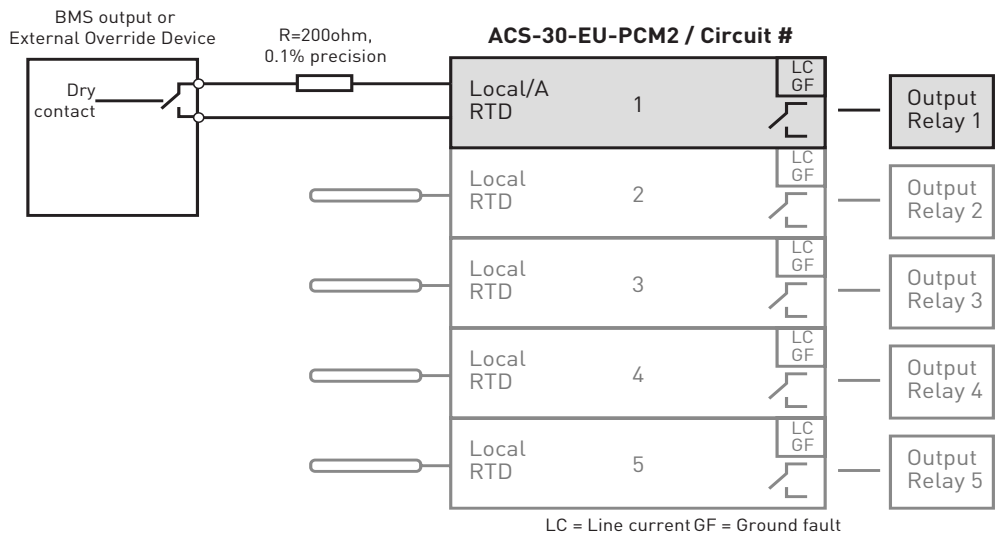 BMS output or
External Override Device
R=200ohm,
0.1% precision
ACS-30-EU-PCM2 / Circuit #
Dry
contact
Local/A
RTD
1
LC
GF
Output
Relay 1
Local
RTD
2
LC
GF
Output
Relay 2
Local
RTD
3
LC
GF
Output
Relay 3
Local
RTD
4
LC
GF
Output
Relay 4
Local
RTD
5
LC
GF
Output
Relay 5
LC = Line current GF = Ground fault